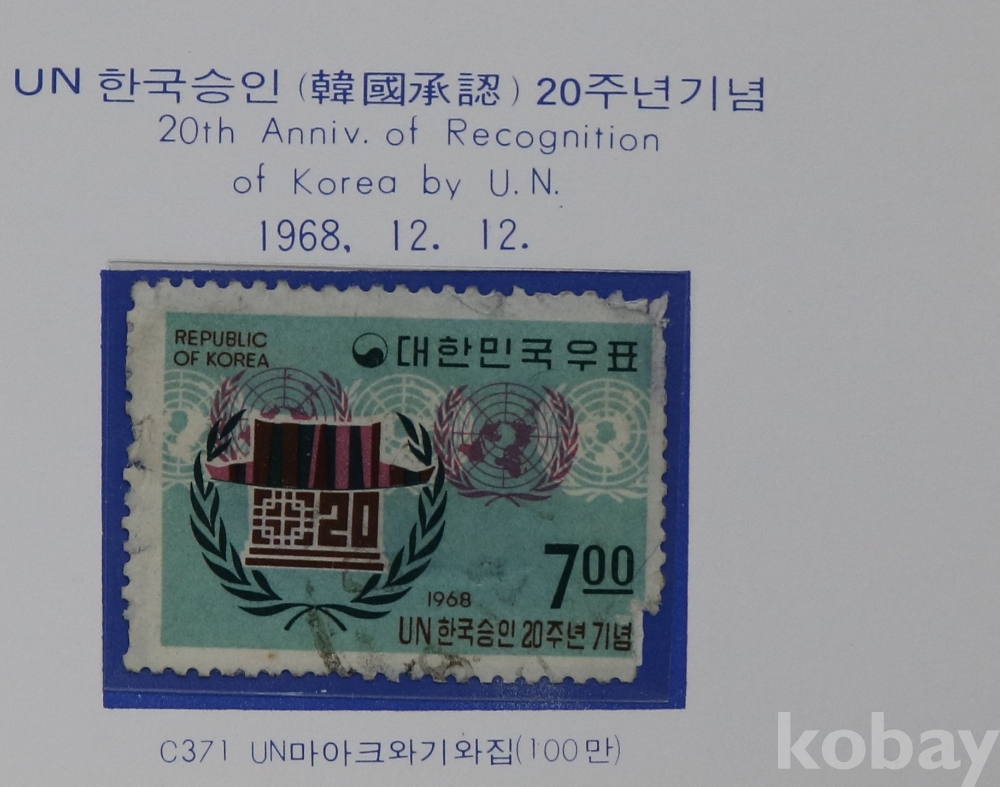 UN 한국승인 (韓國承認) 20주년기념
20th Anniv. of Recognition
of Korea by U.N.
1968. 12. 12.
REPUBLIC
OF KOREA
대한민국우표
20
700
1968
UN 한국승인 20주년 기념
C371 UN마아크와기와집(100만)
kobay